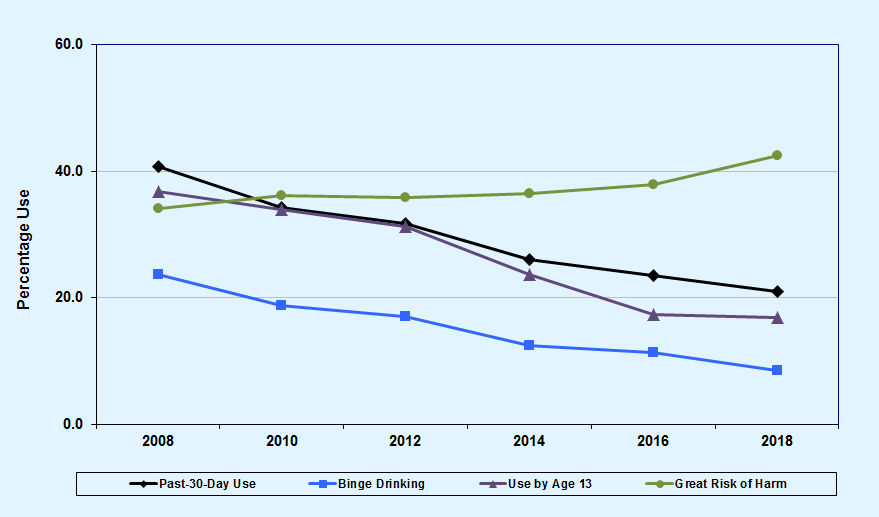 60.0
40.0
20.0
0.0
Percentage Use
2008 2010 2012 2014 2016 2018
Past-30-Day Use Binge Drinking Use by Age 13 Great Risk of Harm